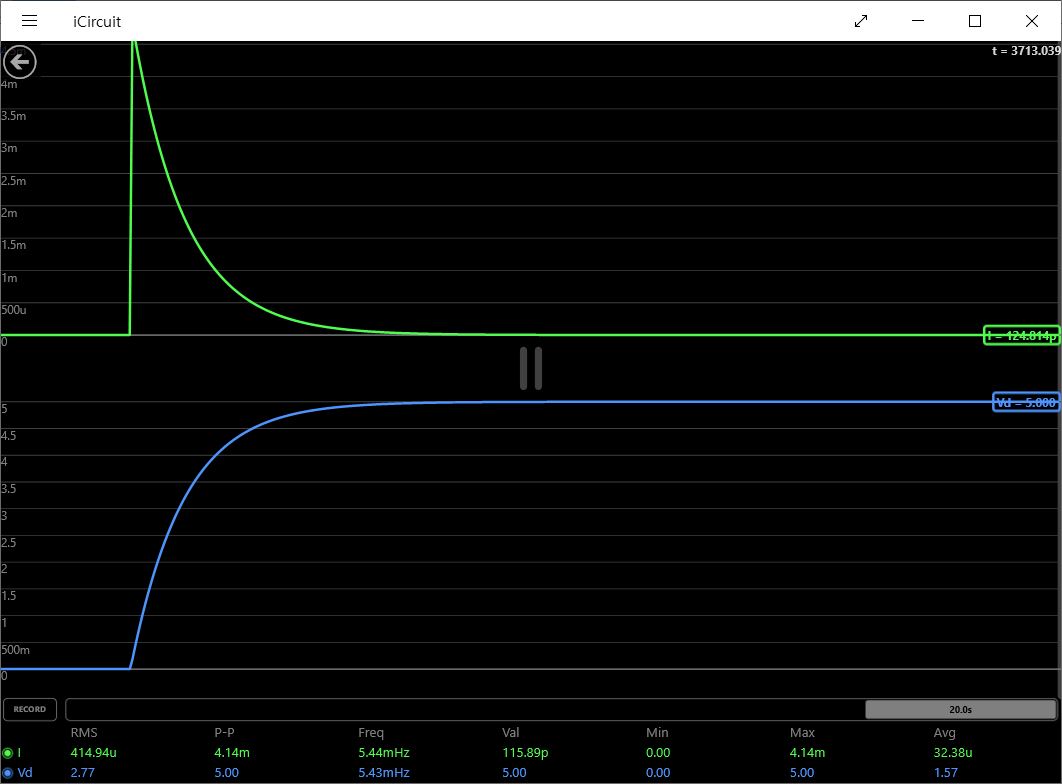 iCircuit
t = 3713.039
4m
3.5m
3m
2.5m
2m
1.5m
1m
500u
0
I = 124.814p
5
Vd = 5.000
4.5
4
3.5
3
2.5
2
1.5
1
500m
0
RECORD
20.0s
RMS P-P Freq Val Min Max Avg
I 414.94u 4.14m 5.44mHz 115.89p 0.00 4.14m 32.38u
Vd 2.77 5.00 5.43mHz 5.00 0.00 5.00 1.57